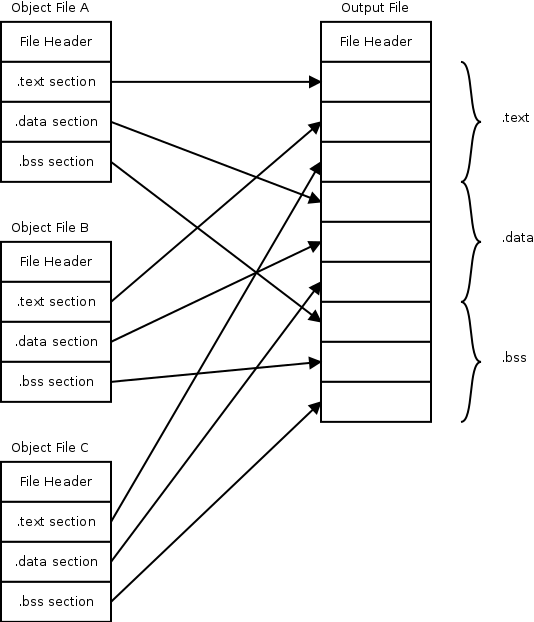 Object File A
File Header
.text section
.data section
.bss section
Object File B
File Header
.text section
.data section
.bss section
Object File C
File Header
.text section
.data section
.bss section
Output File
File Header
.text
.data
.bss